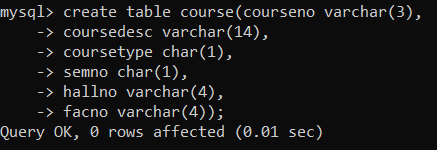 mysql> create table course(courseno varchar(3),
    -> coursedesc varchar(14),
    -> coursetype char(1),
    -> semno char(1),
    -> hallno varchar(4),
    -> facno varchar(4));
Query OK, 0 rows affected (0.01 sec)